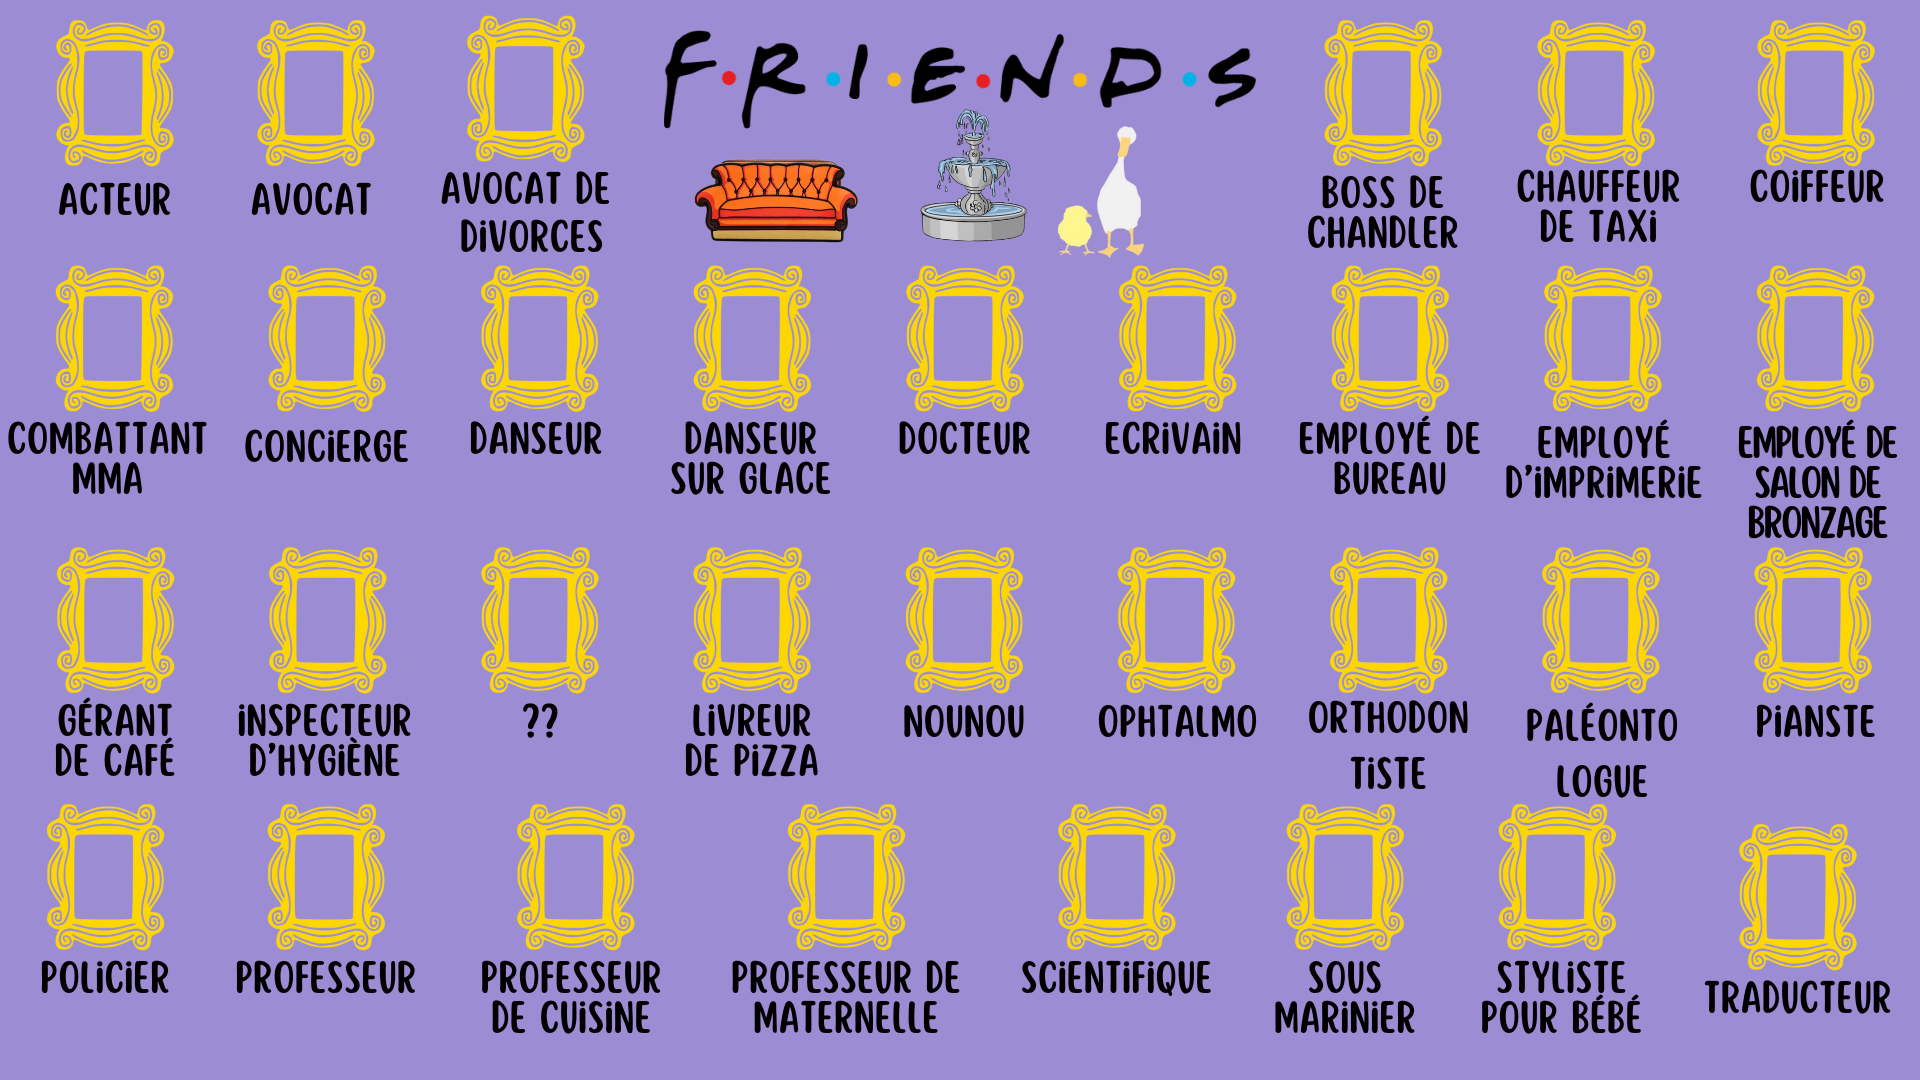 F·R·I·E·N·D·S
ACTEUR
AVOCAT
AVOCAT DE
DiVORCES
BOSS DE
CHANDLER
CHAUFFEUR
DE TAXi
COiFFEUR
COMBATTANT
MMA
CONCiERGE
DANSEUR
DANSEUR
SUR GLACE
DOCTEUR
ECRiVAiN
EMPLOYÉ DE
BUREAU
EMPLOYÉ
D'iMPRiMERiE
EMPLOYÉ DE
SALON DE
BRONZAGE
GÉRANT
DE CAFÉ
iNSPECTEUR
D'HYGiÈNE
??
LiVREUR
DE PiZZA
NOUNOU
OPHTALMO
ORTHODON
TiSTE
PALÉONTO
LOGUE
PiANSTE
POLiCiER
PROFESSEUR
PROFESSEUR
DE CUiSiNE
PROFESSEUR DE
MATERNELLE
SCiENTiFiQUE
SOUS
MARiNiER
STYLiSTE
POUR BÉBÉ
TRADUCTEUR